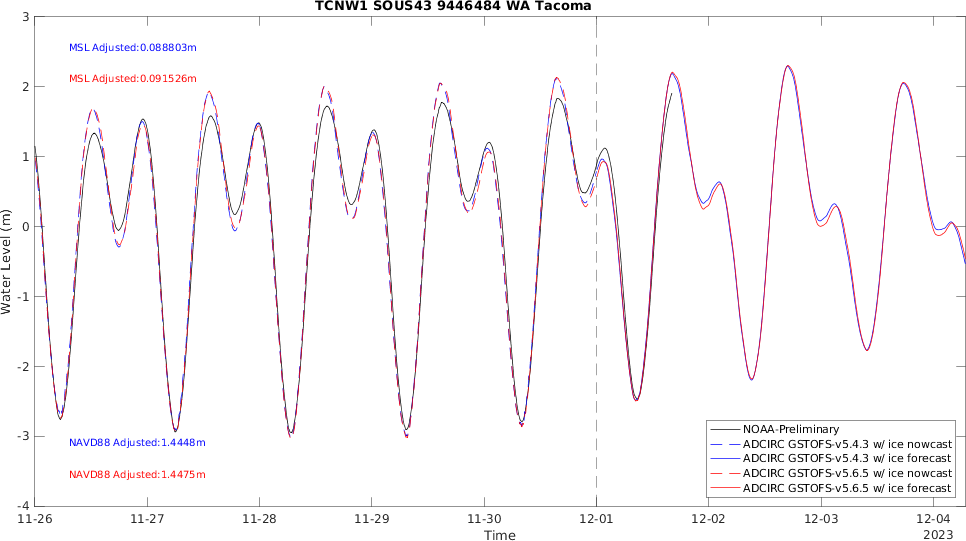 TCNW1 SOUS43 9446484 WA Tacoma
3
MSL Adjusted:0.088803m
MSL Adjusted:0.091526m
2
1
0
-1
-2
-3
-4
Water Level (m)
NAVD88 Adjusted:1.4448m
NAVD88 Adjusted:1.4475m
NOAA-Preliminary
ADCIRC GSTOFS-v5.4.3 w/ ice nowcast
ADCIRC GSTOFS-v5.4.3 w/ ice forecast
ADCIRC GSTOFS-v5.6.5 w/ ice nowcast
ADCIRC GSTOFS-v5.6.5 w/ ice forecast
11-26 11-27 11-28 11-29 11-30 12-01 12-02 12-03 12-04
Time
2023